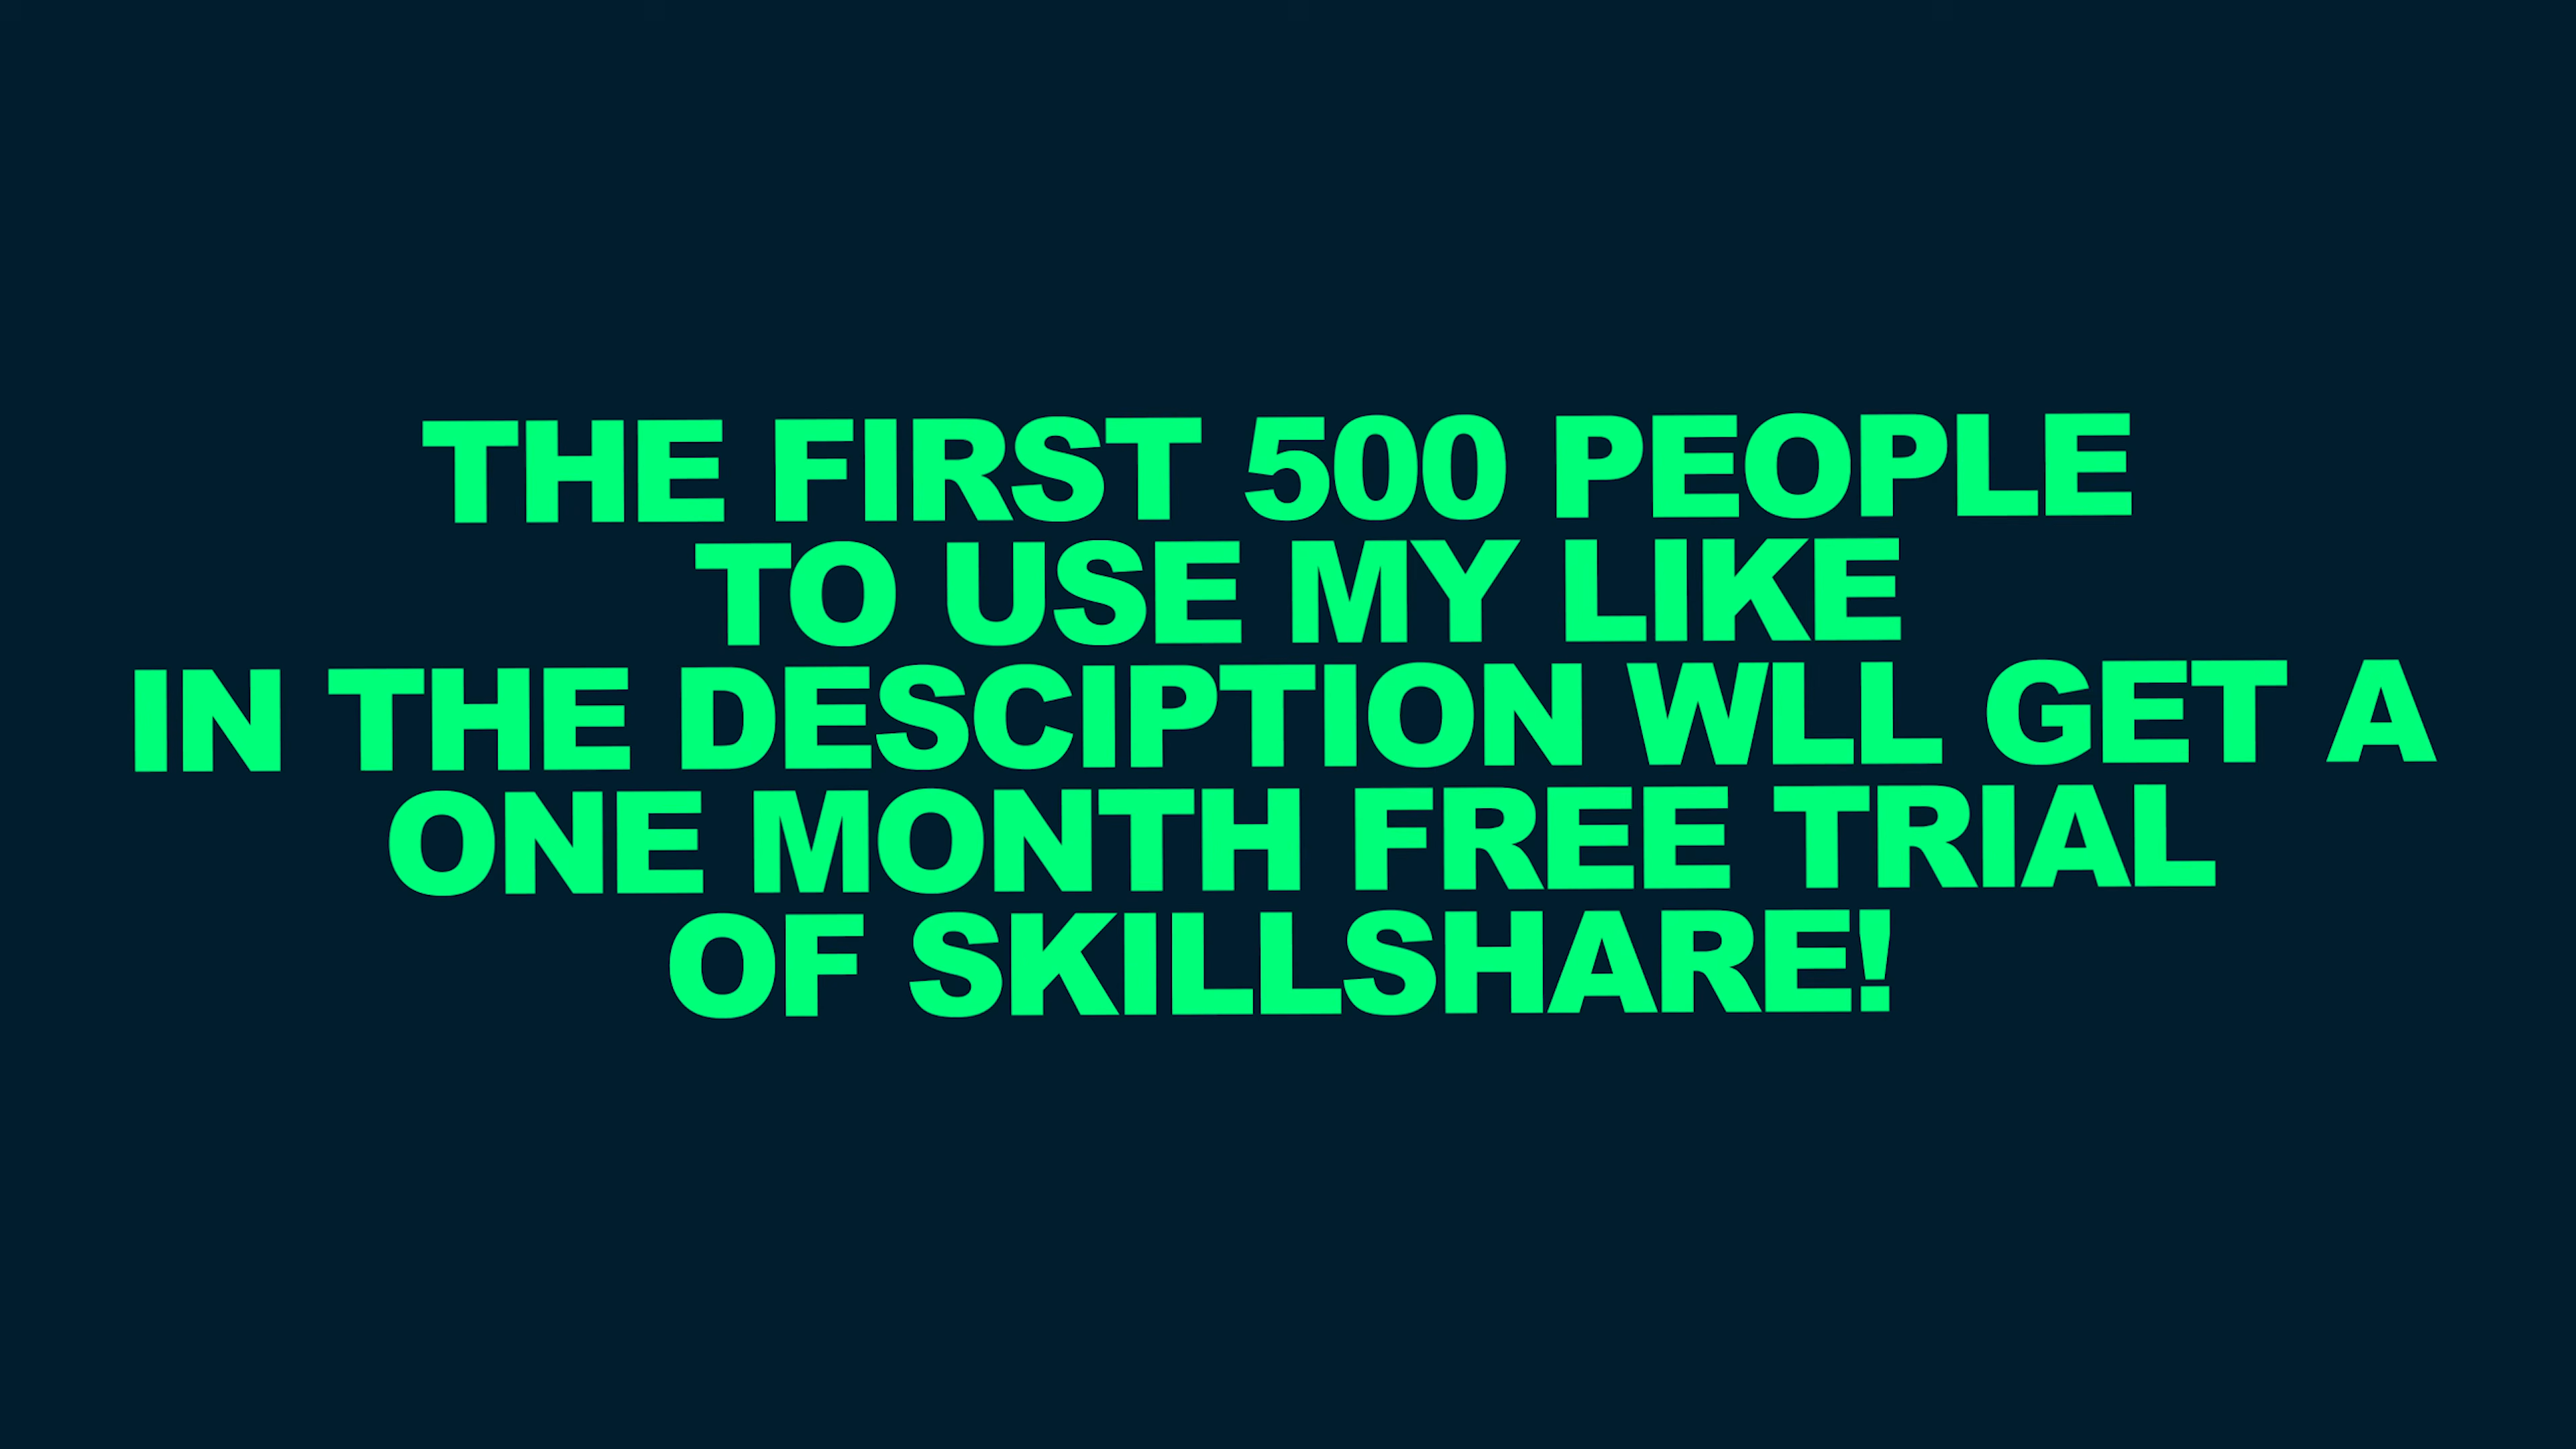 THE FIRST 500 PEOPLE
TO USE MY LIKE
IN THE DESCIPTION WLL GET A
ONE MONTH FREE TRIAL
OF SKILLSHARE!